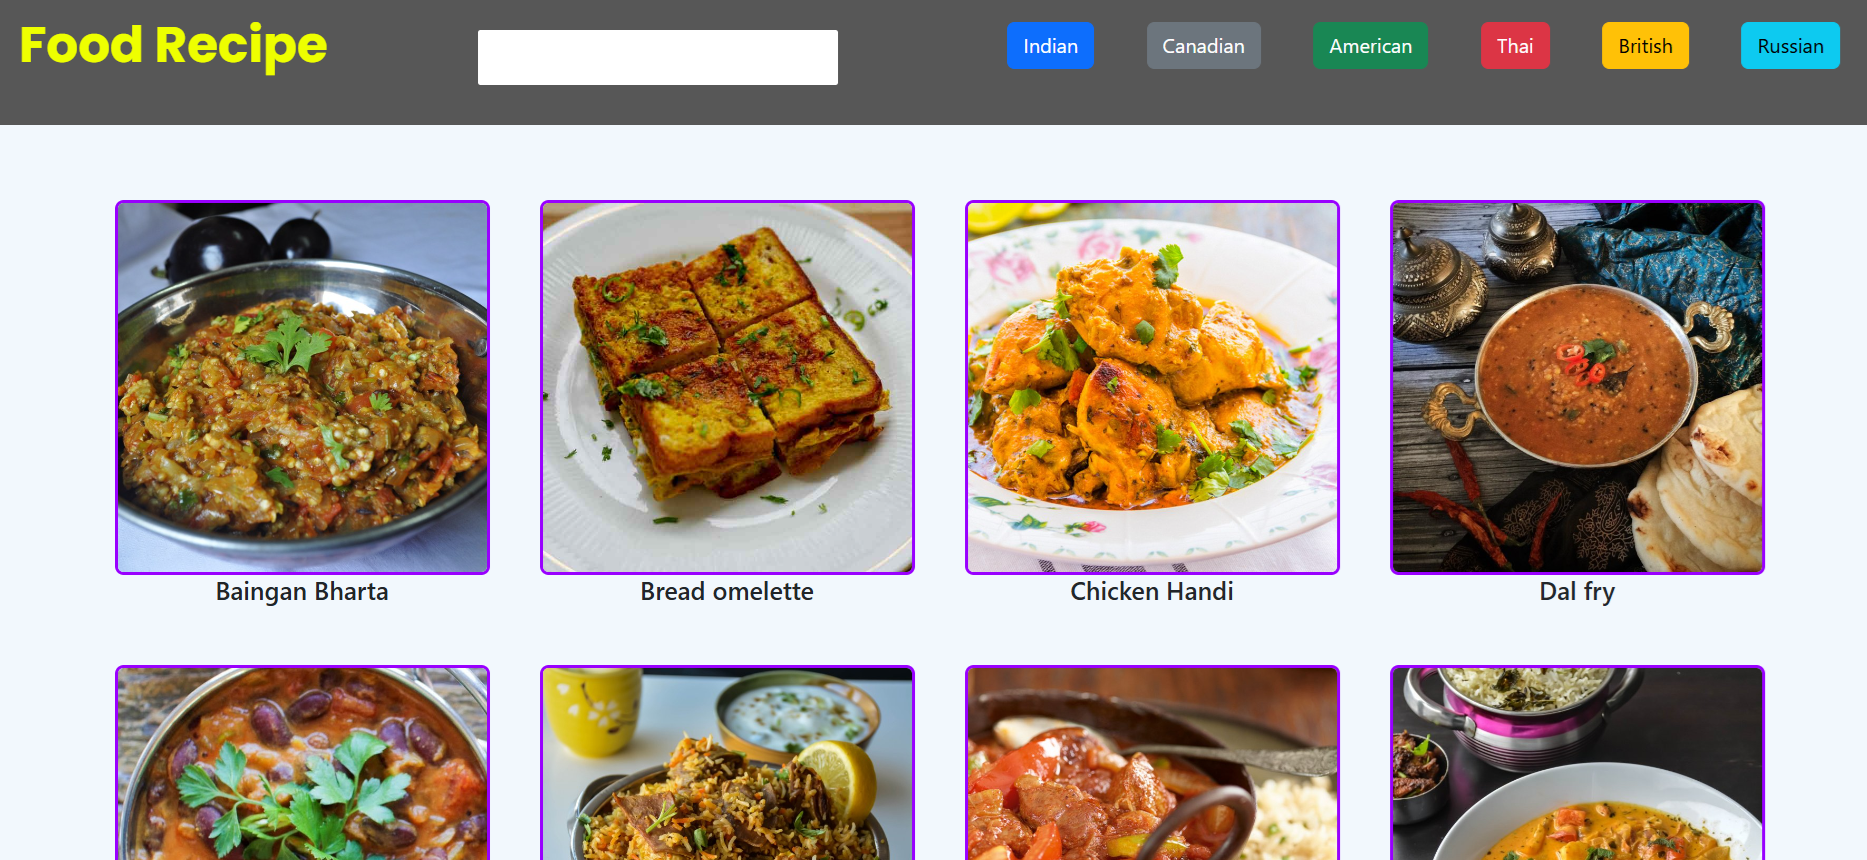 Food Recipe
Indian
Canadian
American
Thai
British
Russian
Baingan Bharta
Bread omelette
Chicken Handi
Dal fry